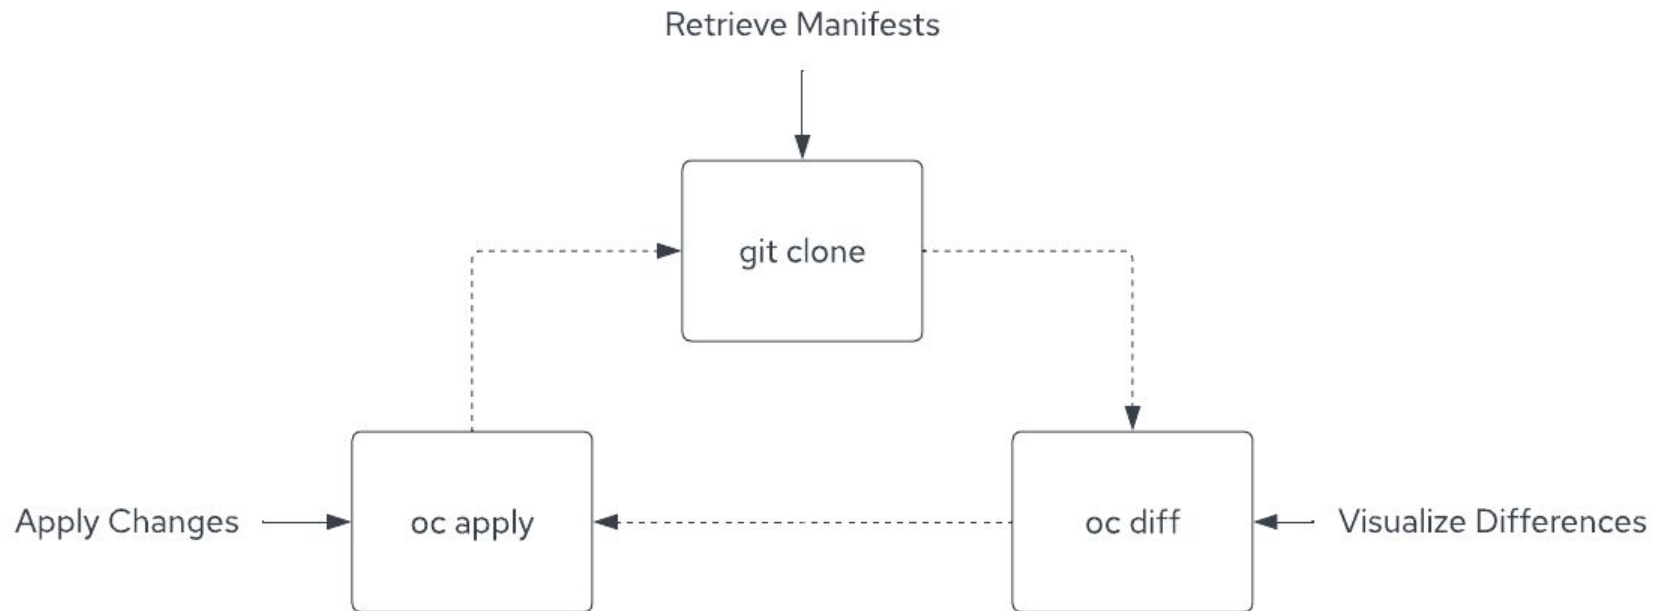 Retrieve Manifests
git clone
Apply Changes
oc apply
oc diff
Visualize Differences